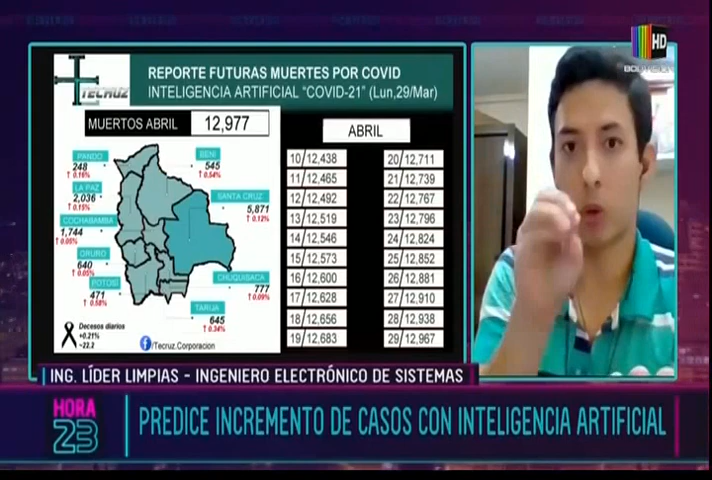 HD
BOLIVISION
TECRUZ
REPORTE FUTURAS MUERTES POR COVID
INTELIGENCIA ARTIFICIAL “COVID-21” (Lun,29/Mar)
MUERTOS ABRIL 12,977
ABRIL
PANDO
248
↑ 0.16%
BENI
545
↑ 0.54%
LA PAZ
2,036
↑ 0.15%
SANTA CRUZ
5,871
↑ 0.12%
COCHABAMBA
1,744
↑ 0.05%
ORURO
640
↑ 0.05%
POTOSI
471
↑ 0.58%
CHUQUISACA
777
↑ 0.09%
TARIJA
645
↑ 0.34%
Decesos diarios
+0.21%
~22.2
f /Tecruz.Corporacion
10/12,438
11/12,465
12/12,492
13/12,519
14/12,546
15/12,573
16/12,600
17/12,628
18/12,656
19/12,683
20/12,711
21/12,739
22/12,767
23/12,796
24/12,824
25/12,852
26/12,881
27/12,910
28/12,938
29/12,967
ING. LÍDER LIMPIAS - INGENIERO ELECTRÓNICO DE SISTEMAS
HORA
23
PREDICE INCREMENTO DE CASOS CON INTELIGENCIA ARTIFICIAL